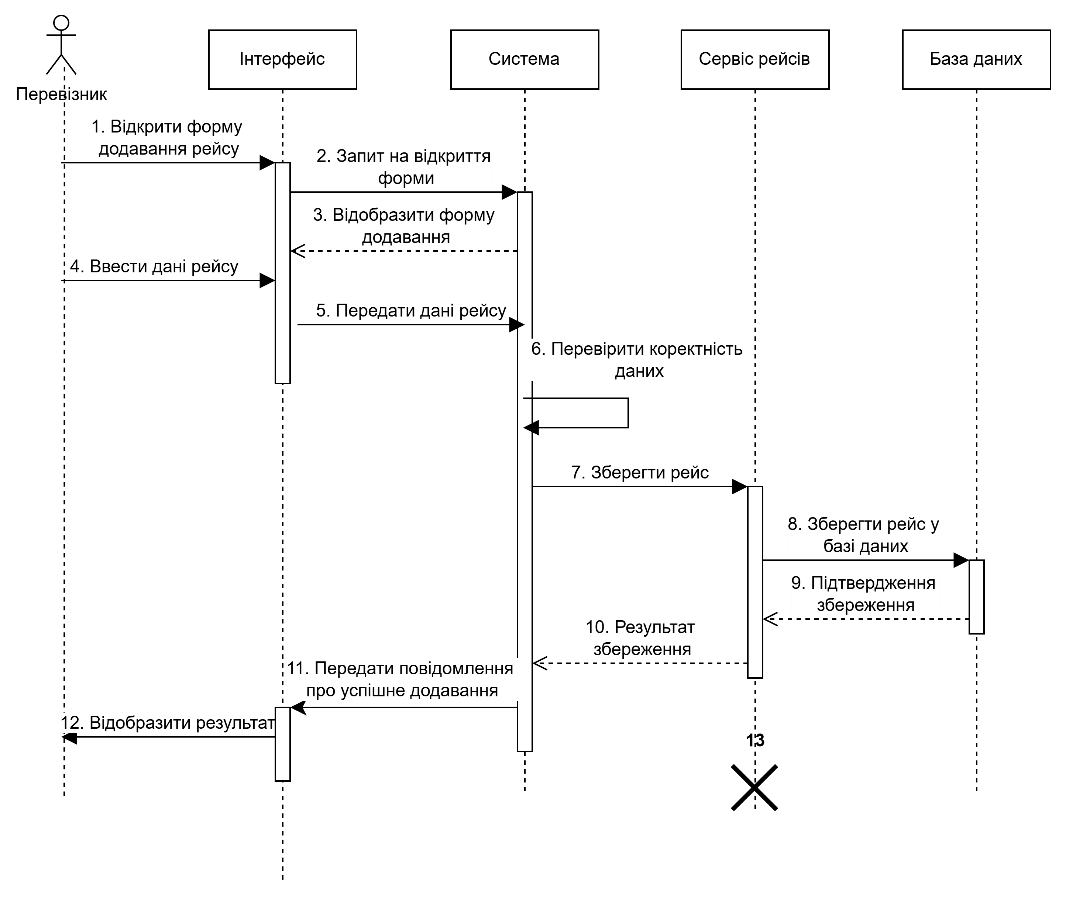 Перевізник
Інтерфейс
Система
Сервіс рейсів
База даних
1. Відкрити форму
додавання рейсу
2. Запит на відкриття
форми
3. Відобразити форму
додавання
4. Ввести дані рейсу
5. Передати дані рейсу
6. Перевірити коректність
даних
7. Зберегти рейс
8. Зберегти рейс у
базі даних
9. Підтвердження
збереження
10. Результат
збереження
11. Передати повідомлення
про успішне додавання
12. Відобразити результат
13